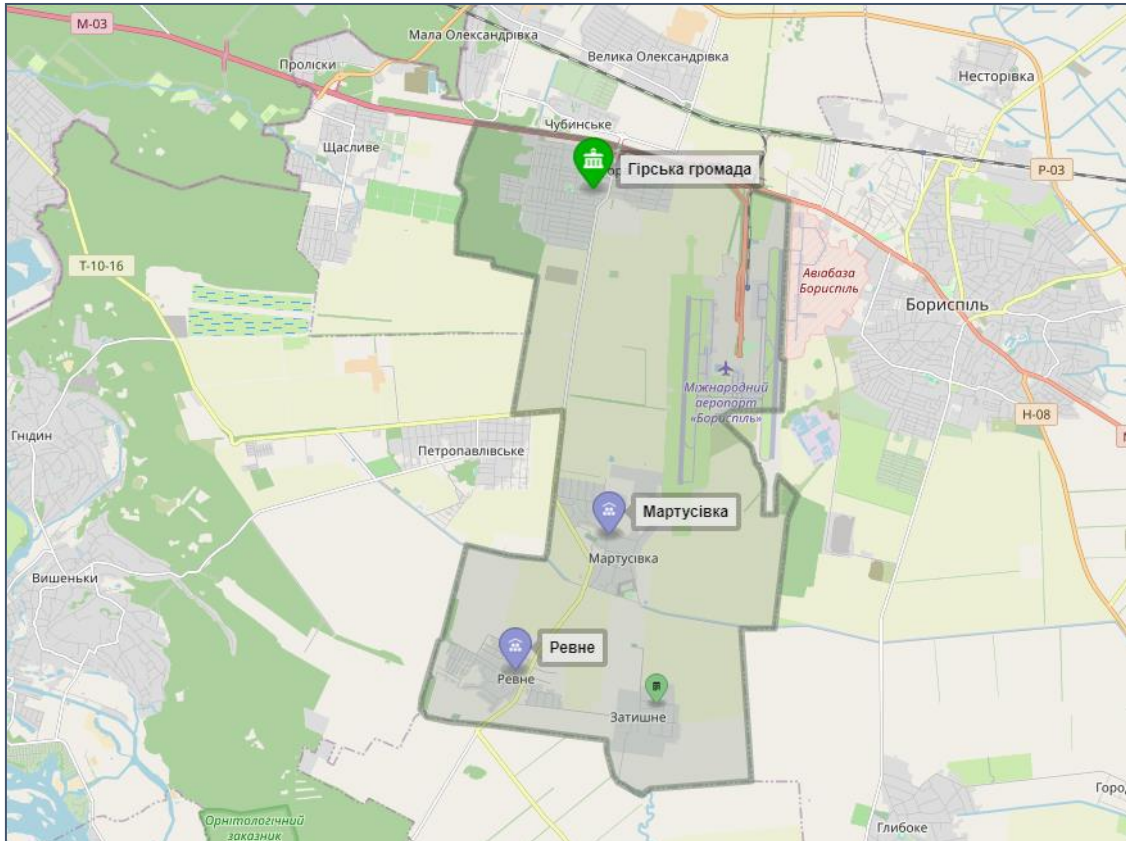 М-03
Мала Олександрівка
Велика Олександрівка
Проліски
Несторівка
Чубинське
Щасливе
Гірська громада
Р-03
Т-10-16
Авіабаза
Бориспіль
Бориспіль
Міжнародний
аеропорт
«Бориспіль»
Н-08
Гнідин
Петропавлівське
Мартусівка
Мартусівка
Вишеньки
Ревне
Ревне
Затишне
Орнітологічний
заказник
Глибоке